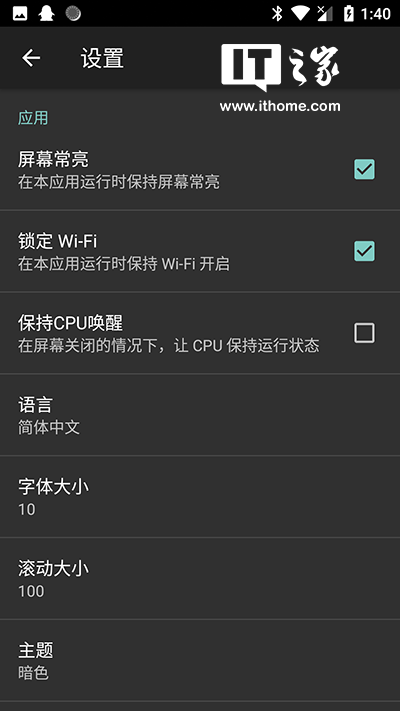 1:40
设置
IT之家
www.ithome.com
应用
屏幕常亮
在本应用运行时保持屏幕常亮
锁定 Wi-Fi
在本应用运行时保持 Wi-Fi 开启
保持CPU唤醒
在屏幕关闭的情况下，让 CPU 保持运行状态
语言
简体中文
字体大小
10
滚动大小
100
主题
暗色